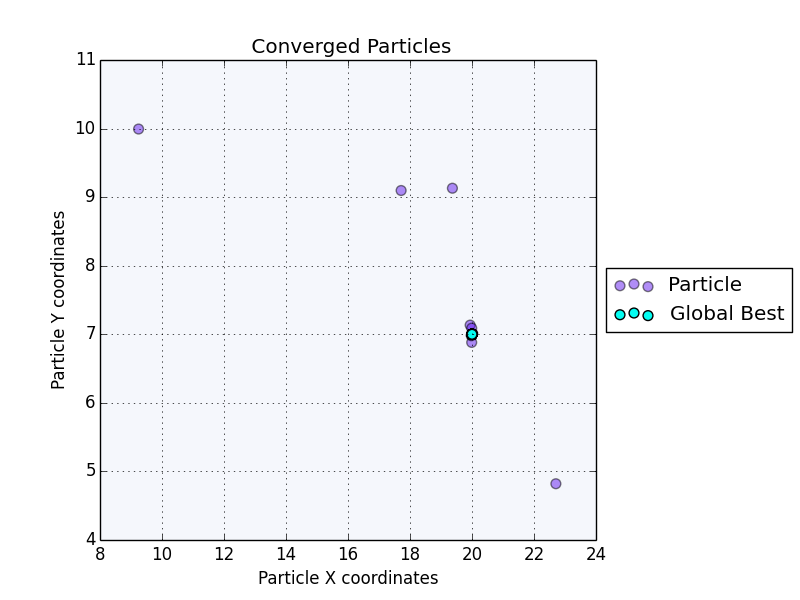 Converged Particles
11
10
9
8
7
6
5
4
Particle Y coordinates
8 10 12 14 16 18 20 22 24
Particle X coordinates
Particle
Global Best